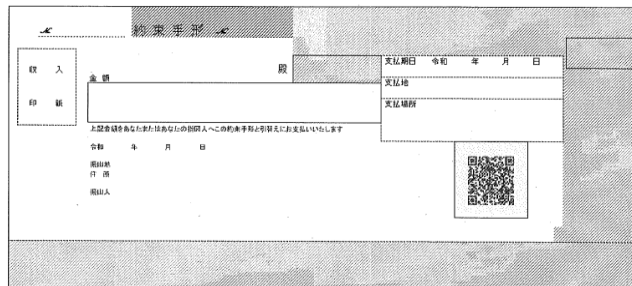 約束手形
収入
印紙
殿
金額
支払期日 令和 年 月 日
支払地
支払場所
上記金額をあなたまたはあなたの指図人へこの約束手形と引替えにお支払いいたします
令和 年 月 日
振出地
住所
振出人